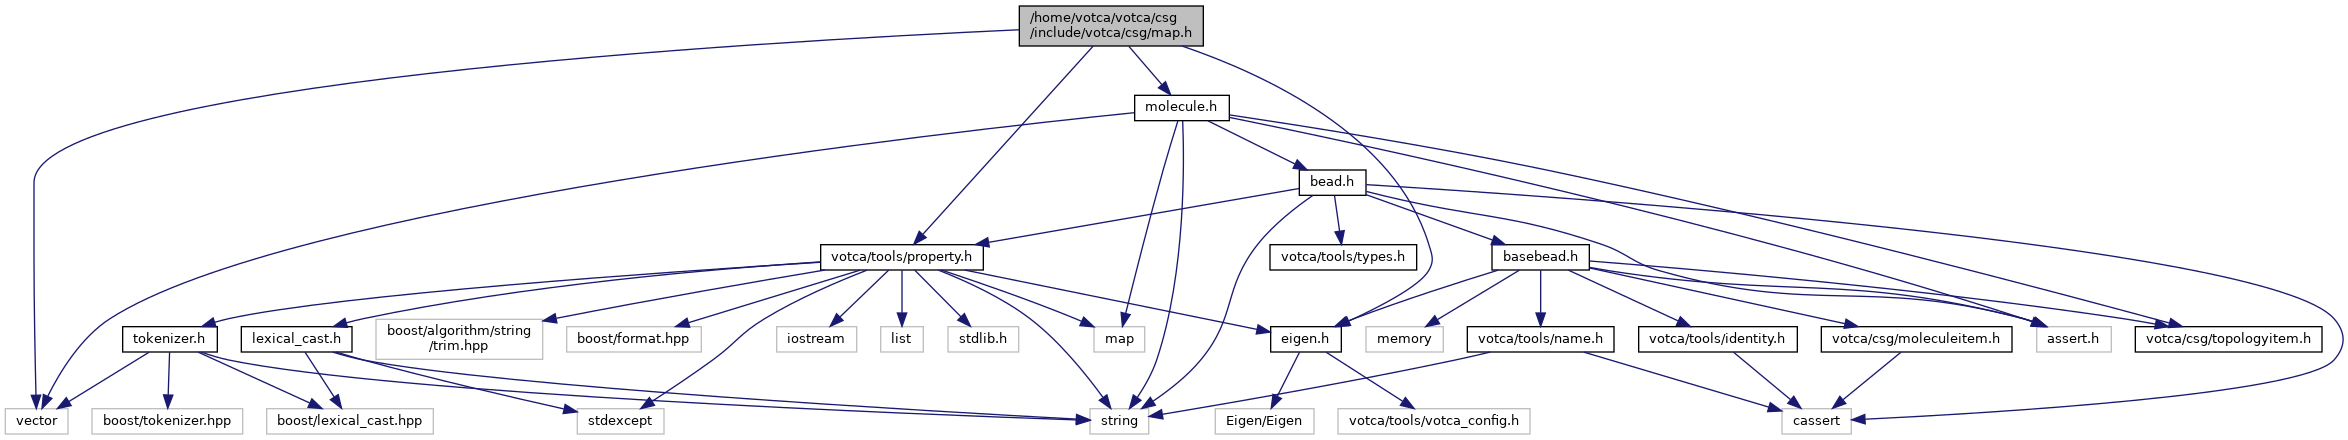 /home/votca/votca/csg
/include/votca/csg/map.h
molecule.h
bead.h
votca/tools/property.h
votca/tools/types.h
basebead.h
tokenizer.h
lexical_cast.h
boost/algorithm/string
/trim.hpp
boost/format.hpp
iostream
list
stdlib.h
map
eigen.h
memory
votca/tools/name.h
votca/tools/identity.h
votca/csg/moleculeitem.h
assert.h
votca/csg/topologyitem.h
vector
boost/tokenizer.hpp
boost/lexical_cast.hpp
stdexcept
string
Eigen/Eigen
votca/tools/votca_config.h
cassert